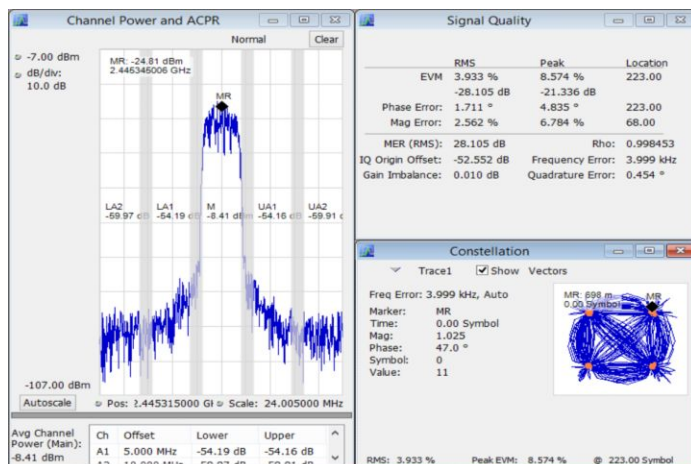 Channel Power and ACPR
Normal
Clear
-7.00 dBm
dB/div:
10.0 dB
MR: -24.81 dBm
2.446345006 GHz
MR
LA2
-59.97 dB
LA1
-54.19 dB
M
-8.41 dBm
UA1
-54.16 dB
UA2
-59.91 d
-107.00 dBm
Autoscale
Pos: 2.445315000 GH
Scale: 24.005000 MHz
Avg Channel
Power (Main):
-8.41 dBm
Ch Offset Lower Upper
A1 5.000 MHz -54.19 dB -54.16 dB
Signal Quality
RMS Peak Location
EVM 3.933 % 8.574 % 223.00
-28.105 dB -21.336 dB
Phase Error: 1.711 ° 4.835 ° 223.00
Mag Error: 2.562 % 6.784 % 68.00
MER (RMS): 28.105 dB Rho: 0.998453
IQ Origin Offset: -52.552 dB Frequency Error: 3.999 kHz
Gain Imbalance: 0.010 dB Quadrature Error: 0.454 °
Constellation
Trace1 Show Vectors
Freq Error: 3.999 kHz, Auto
Marker: MR
Time: 0.00 Symbol
Mag: 1.025
Phase: 47.0 °
Symbol: 0
Value: 11
MR: 698 m
0.00 Symbol
MR
RMS: 3.933 % Peak EVM: 8.574 % @ 223.00 Symbol